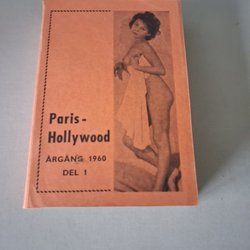 Paris -
Hollywood
ÅRGÅNG 1960
DEL 1